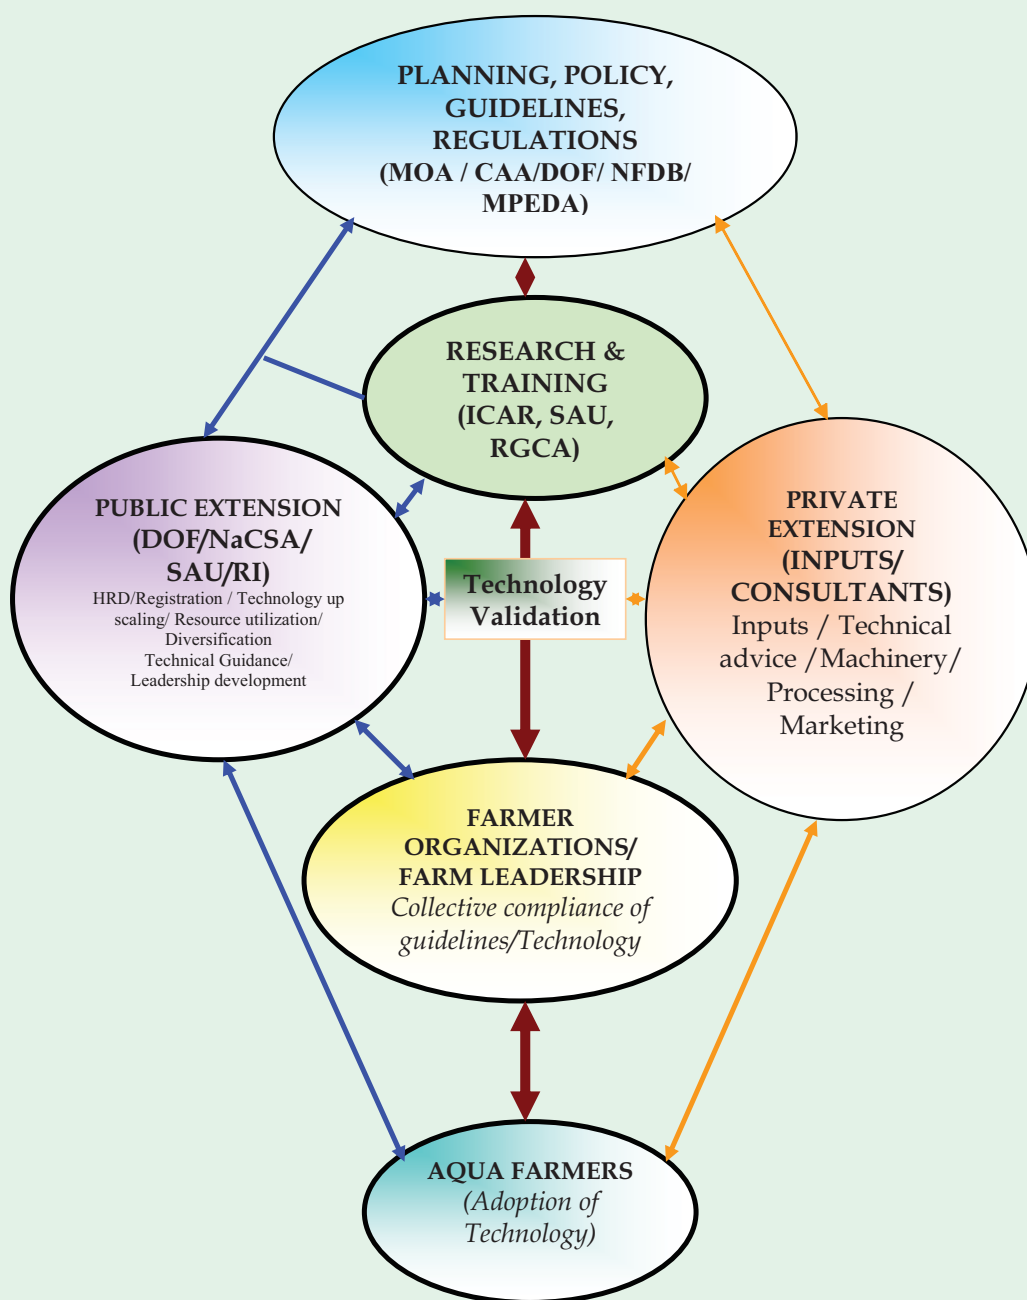 PLANNING, POLICY,
GUIDELINES,
REGULATIONS
(MOA / CAA/DOF/ NFDB/
MPEDA)
RESEARCH &
TRAINING
(ICAR, SAU,
RGCA)
PUBLIC EXTENSION
(DOF/NaCSA/
SAU/RI)
HRD/Registration / Technology up
scaling/ Resource utilization/
Diversification
Technical Guidance/
Leadership development
Technology
Validation
PRIVATE
EXTENSION
(INPUTS/
CONSULTANTS)
Inputs / Technical
advice /Machinery/
Processing /
Marketing
FARMER
ORGANIZATIONS/
FARM LEADERSHIP
Collective compliance of
guidelines/Technology
AQUA FARMERS
(Adoption of
Technology)